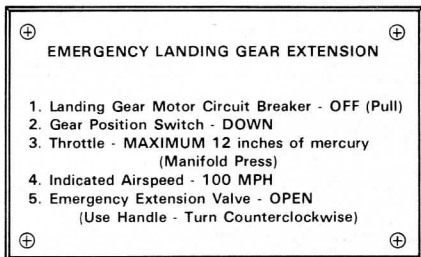 EMERGENCY LANDING GEAR EXTENSION
1. Landing Gear Motor Circuit Breaker - OFF (Pull)
2. Gear Position Switch - DOWN
3. Throttle - MAXIMUM 12 inches of mercury
(Manifold Press)
4. Indicated Airspeed - 100 MPH
5. Emergency Extension Valve - OPEN
(Use Handle - Turn Counterclockwise)